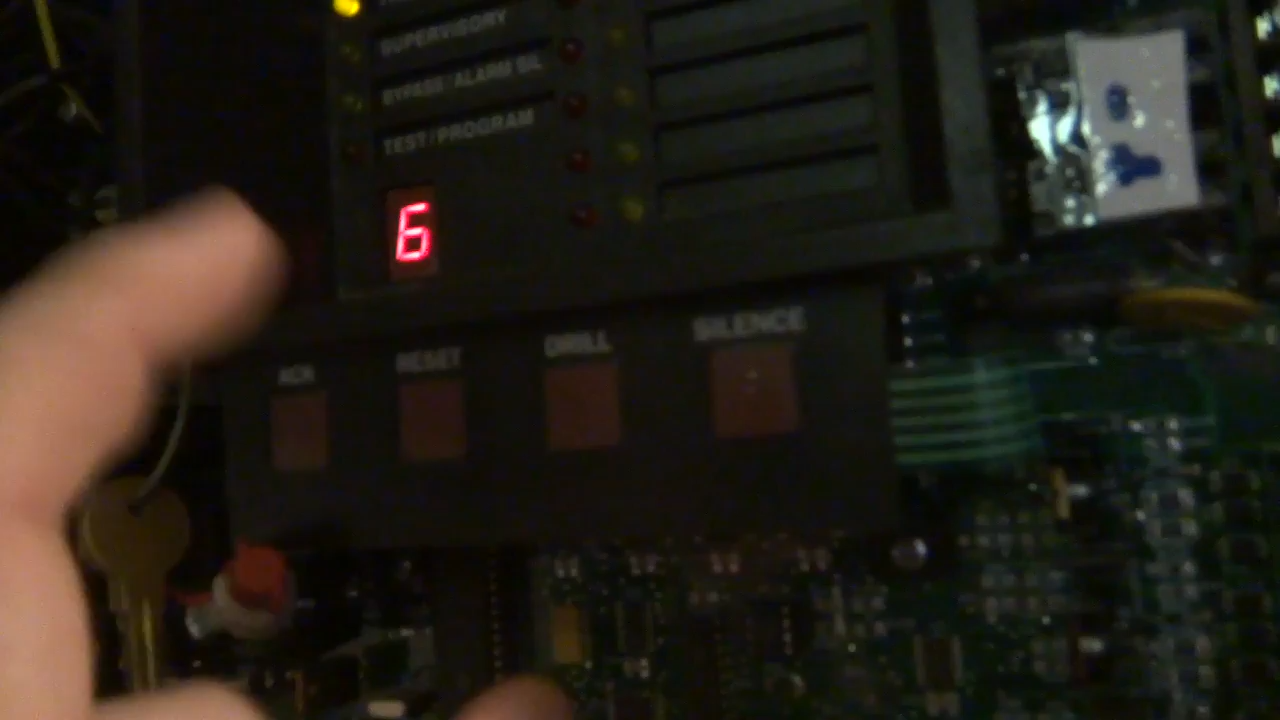 SUPERVISORY
BYPASS/ALARM SIL
TEST/PROGRAM
6
ACK
RESET
DRILL
SILENCE